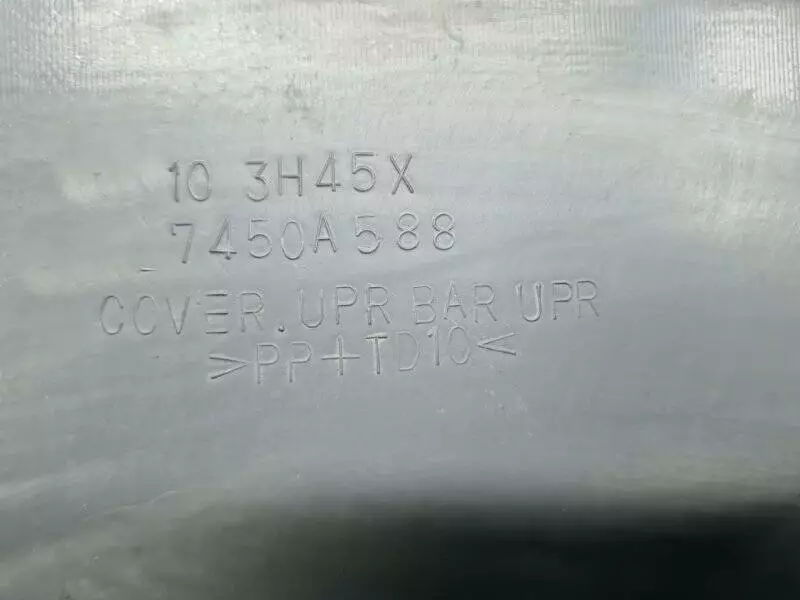 10 3H45X
7450A588
COVER.UPR BAR UPR
>PP+TD10<